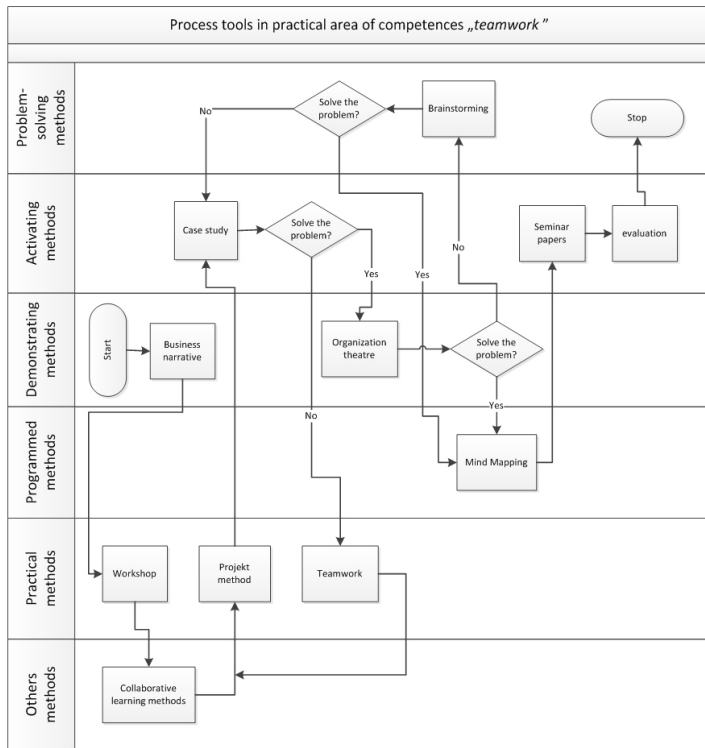 Process tools in practical area of competences „teamwork ”
Problem-
solving
methods
Solve the
problem?
Brainstorming
Stop
No
Activating
methods
Case study
Solve the
problem?
Seminar
papers
evaluation
No
Yes
Yes
Demonstrating
methods
Start
Business
narrative
Organization
theatre
Solve the
problem?
Yes
No
Programmed
methods
Mind Mapping
Practical
methods
Workshop
Projekt
method
Teamwork
Others
methods
Collaborative
learning methods